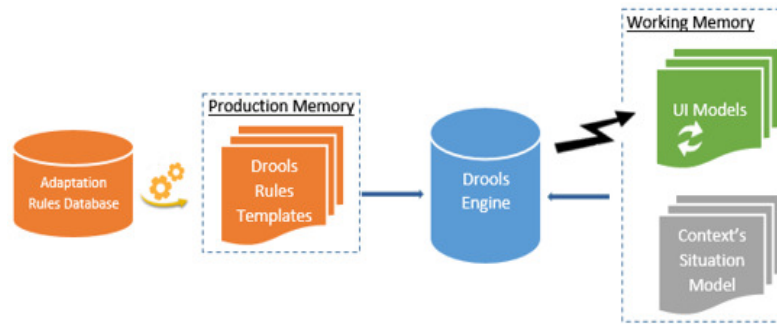 Working Memory
UI Models
Production Memory
Adaptation
Rules Database
Drools
Rules
Templates
Drools
Engine
Context's
Situation
Model